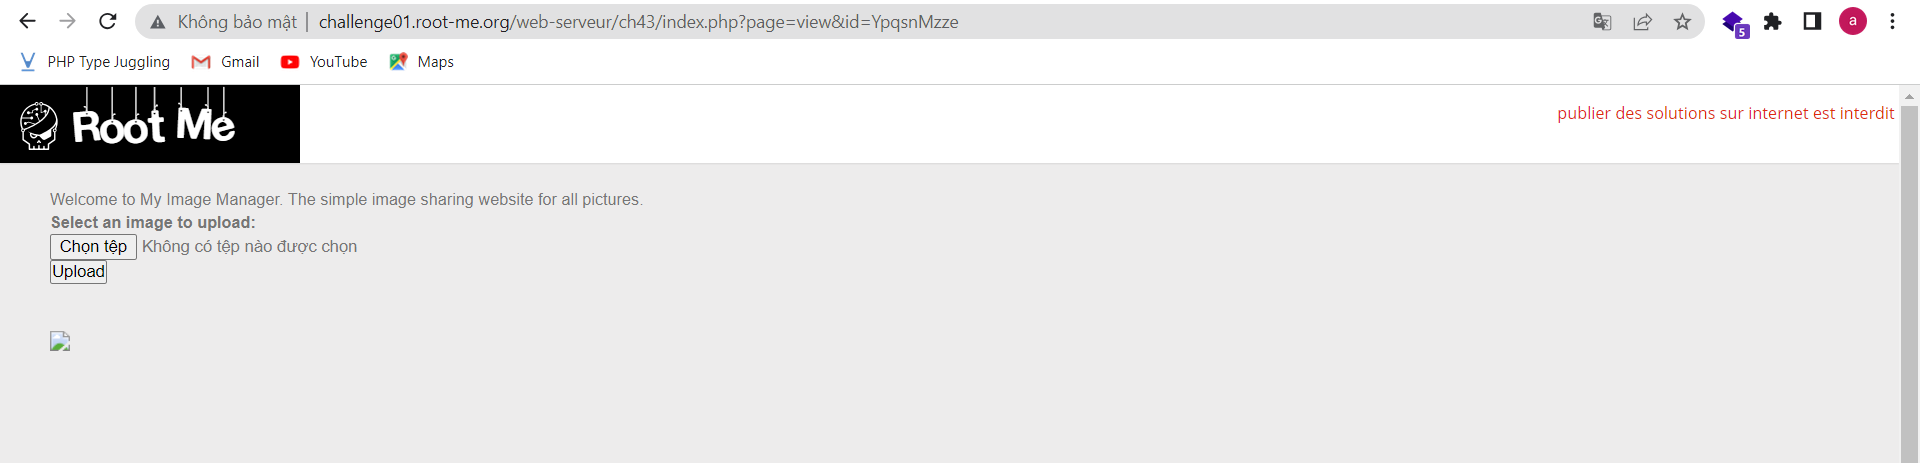 Không bảo mật | challenge01.root-me.org/web-serveur/ch43/index.php?page=view&id=YpqsnMzze
5
a
PHP Type Juggling Gmail YouTube Maps
Root Me
publier des solutions sur internet est interdit
Welcome to My Image Manager. The simple image sharing website for all pictures.
Select an image to upload:
Chọn tệp Không có tệp nào được chọn
Upload